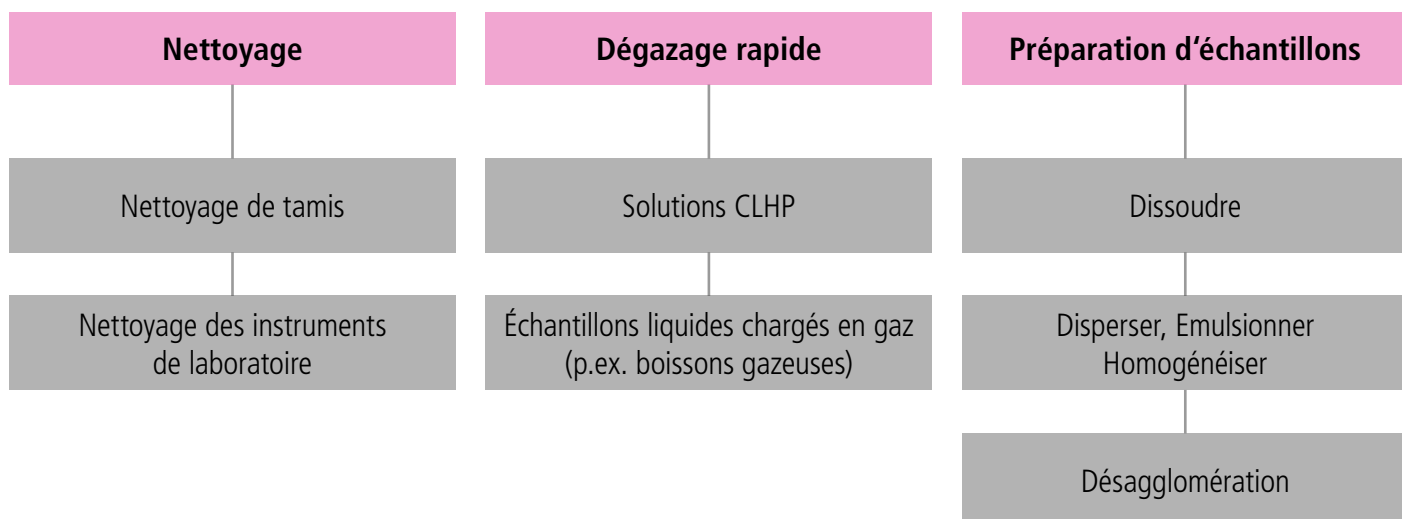 Nettoyage
Nettoyage de tamis
Nettoyage des instruments
de laboratoire
Dégazage rapide
Solutions CLHP
Échantillons liquides chargés en gaz
(p.ex. boissons gazeuses)
Préparation d‘échantillons
Dissoudre
Disperser, Emulsionner
Homogénéiser
Désagglomération